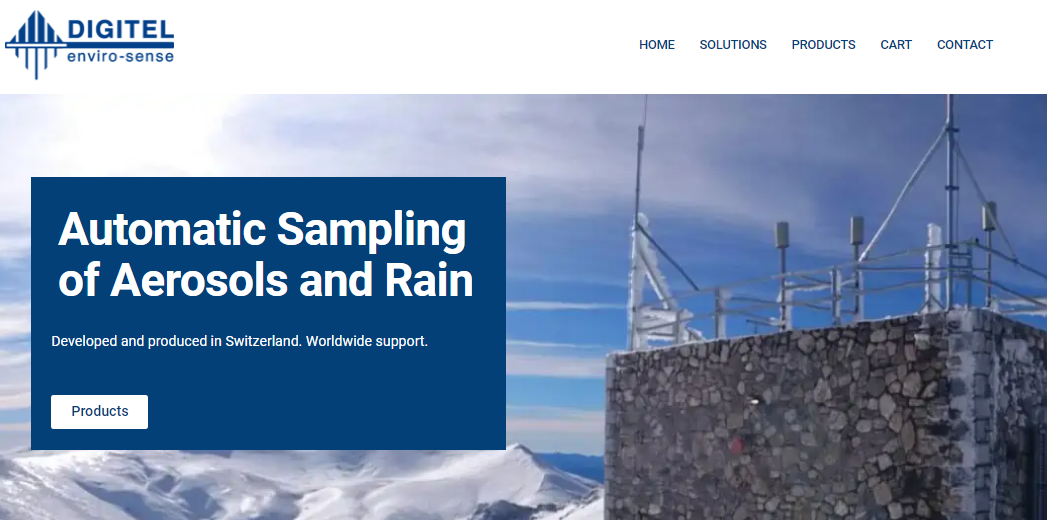 DIGITEL
enviro-sense
HOME SOLUTIONS PRODUCTS CART CONTACT
Automatic Sampling
of Aerosols and Rain
Developed and produced in Switzerland. Worldwide support.
Products